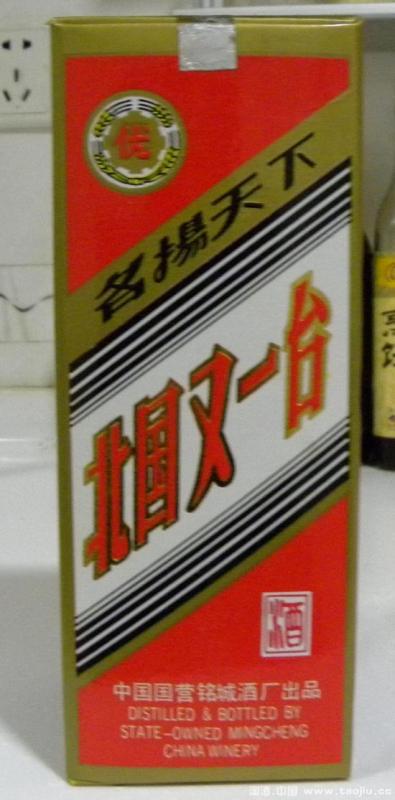 名揚天下
北国又一台
酒
中国国营铭城酒厂出品
DISTILLED & BOTTLED BY
STATE-OWNED MINGCHENG
CHINA WINERY
www.taojiu.cc